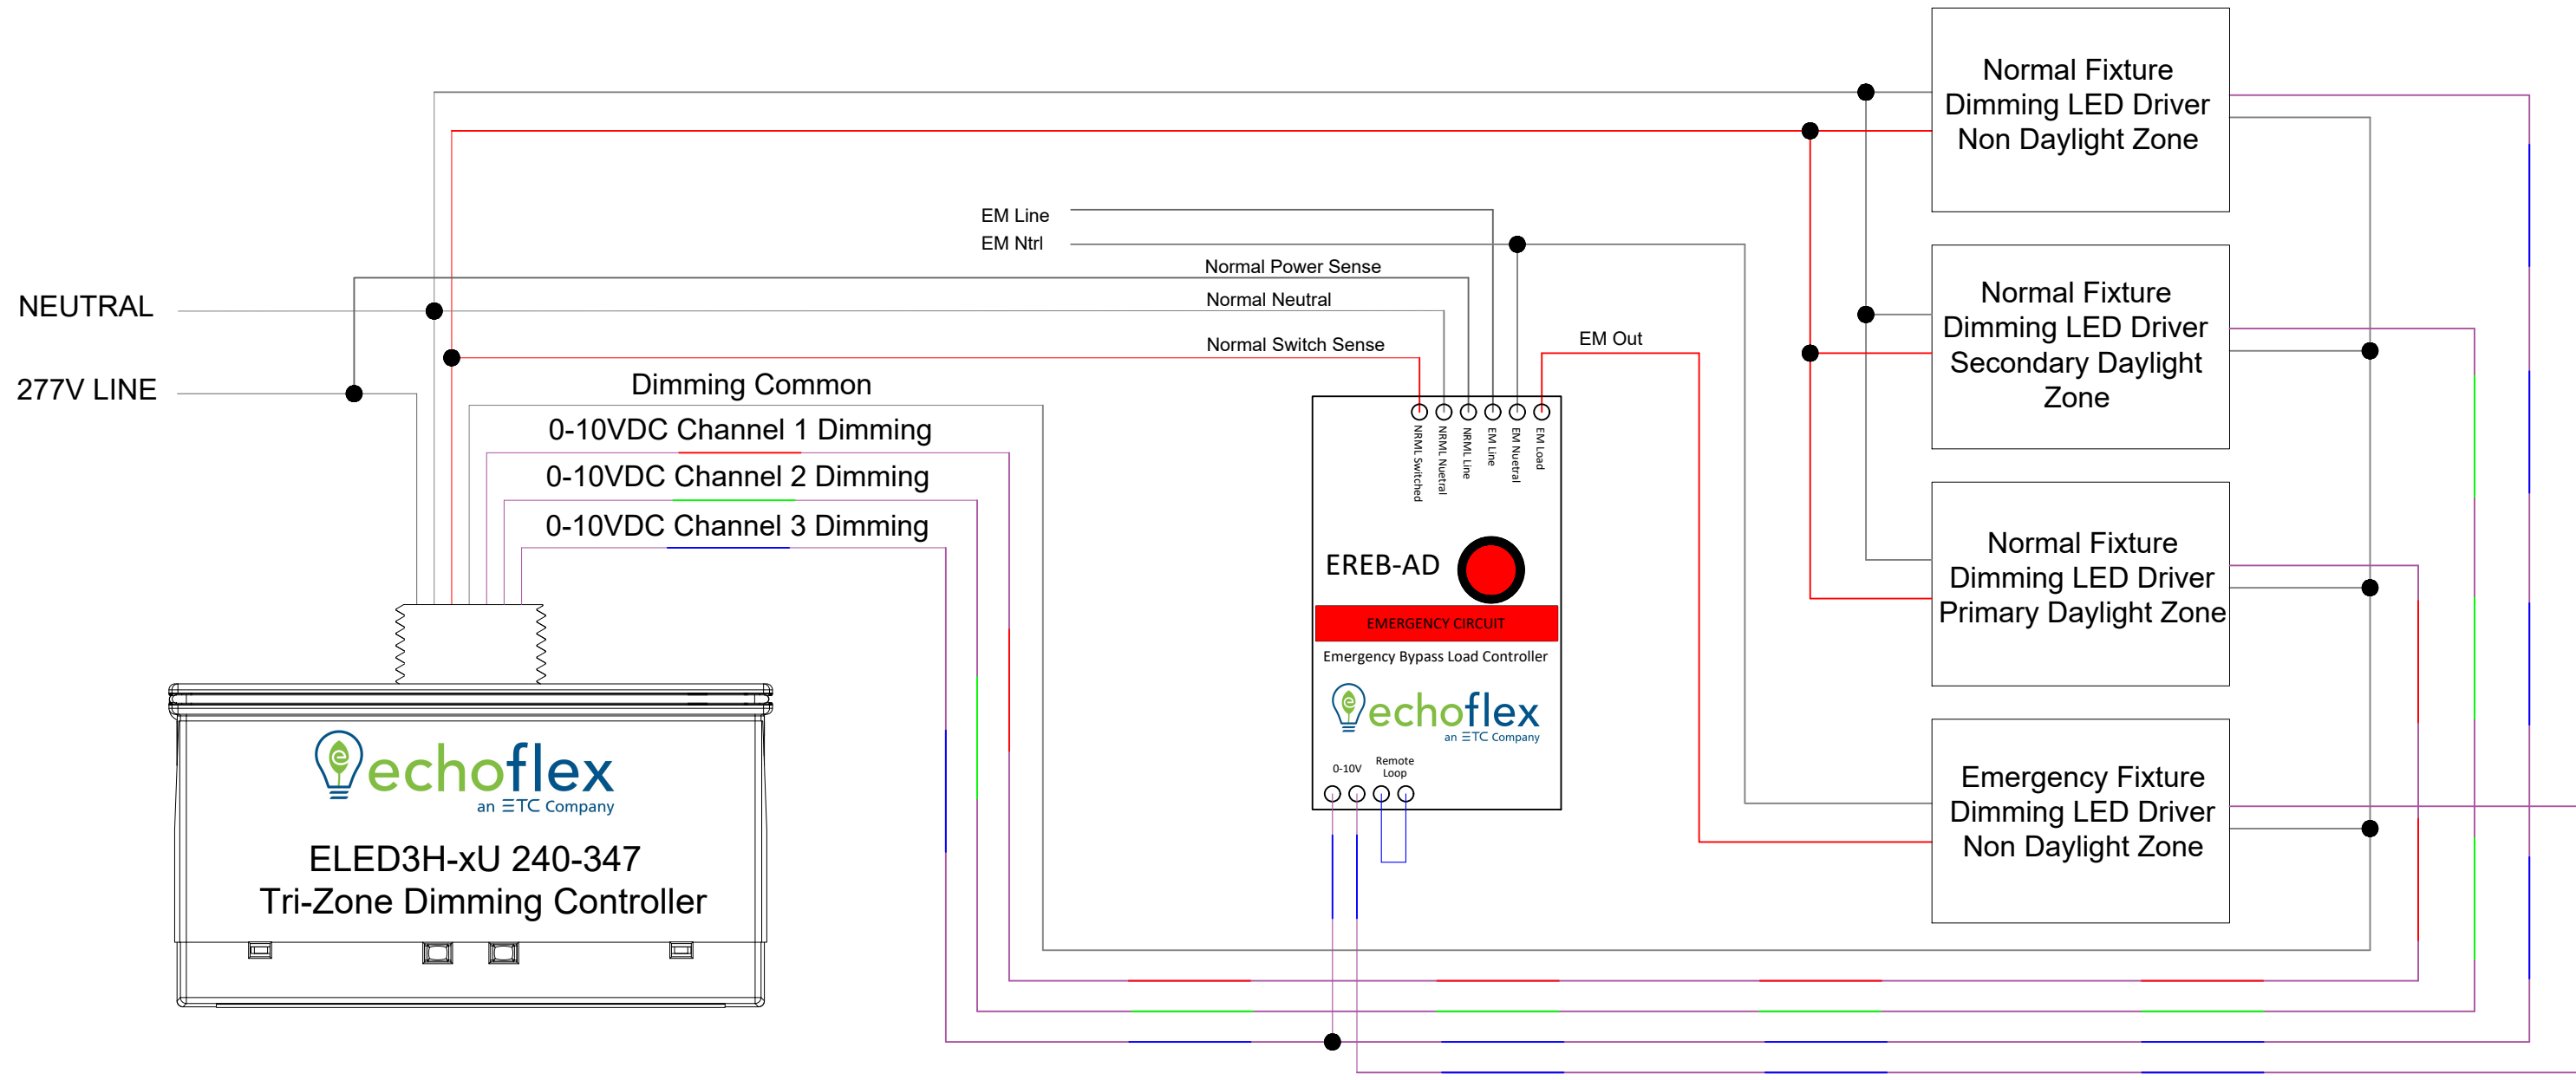 Normal Fixture
Dimming LED Driver
Non Daylight Zone
EM Line
EM Ntrl
Normal Power Sense
NEUTRAL
Normal Neutral
Normal Switch Sense
EM Out
277V LINE
Normal Fixture
Dimming LED Driver
Secondary Daylight
Zone
Dimming Common
0-10VDC Channel 1 Dimming
0-10VDC Channel 2 Dimming
0-10VDC Channel 3 Dimming
NRML Switched
NRML Nuetral
NRML Line
EM Line
EM Nuetral
EM Load
EREB-AD
EMERGENCY CIRCUIT
Emergency Bypass Load Controller
e echoflex
an ETC Company
0-10V
Remote
Loop
Normal Fixture
Dimming LED Driver
Primary Daylight Zone
Emergency Fixture
Dimming LED Driver
Non Daylight Zone
e echoflex
an ETC Company
ELED3H-xU 240-347
Tri-Zone Dimming Controller